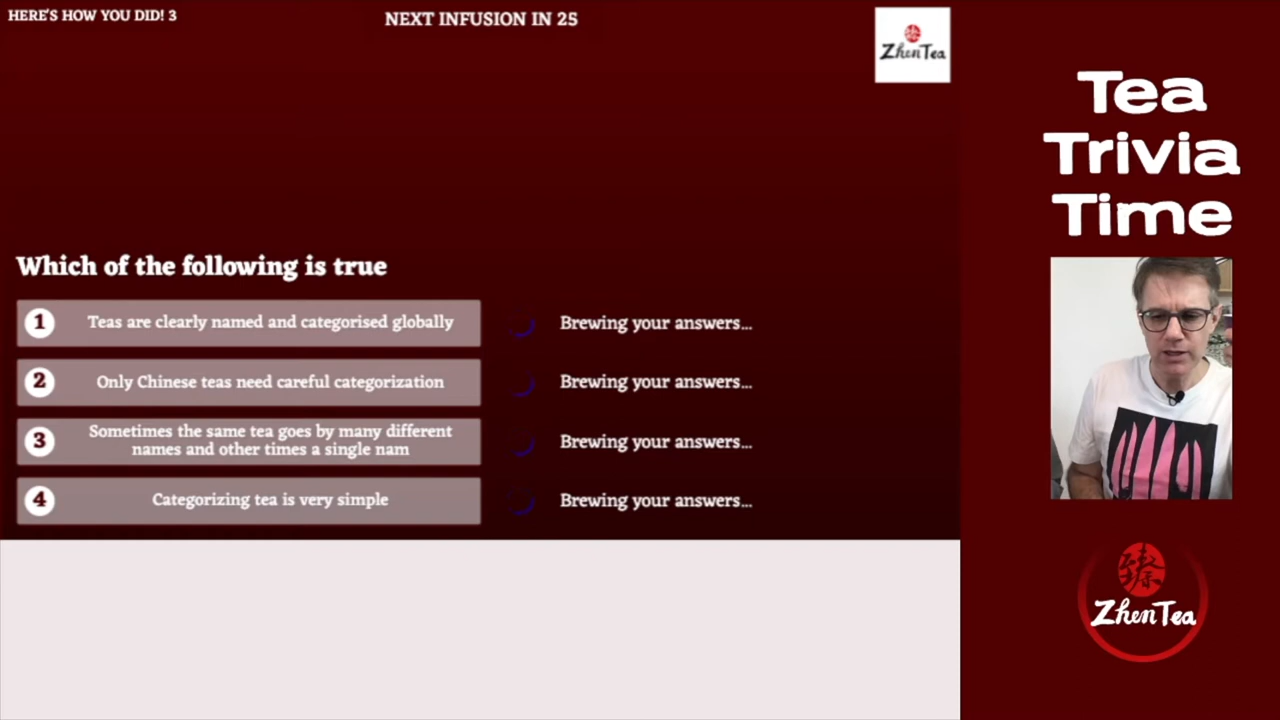 HERE'S HOW YOU DID! 3
NEXT INFUSION IN 25
臻
ZhenTea
Tea
Trivia
Time
Which of the following is true
1 Teas are clearly named and categorised globally Brewing your answers...
2 Only Chinese teas need careful categorization Brewing your answers...
3 Sometimes the same tea goes by many different
names and other times a single nam Brewing your answers...
4 Categorizing tea is very simple Brewing your answers...
臻
ZhenTea